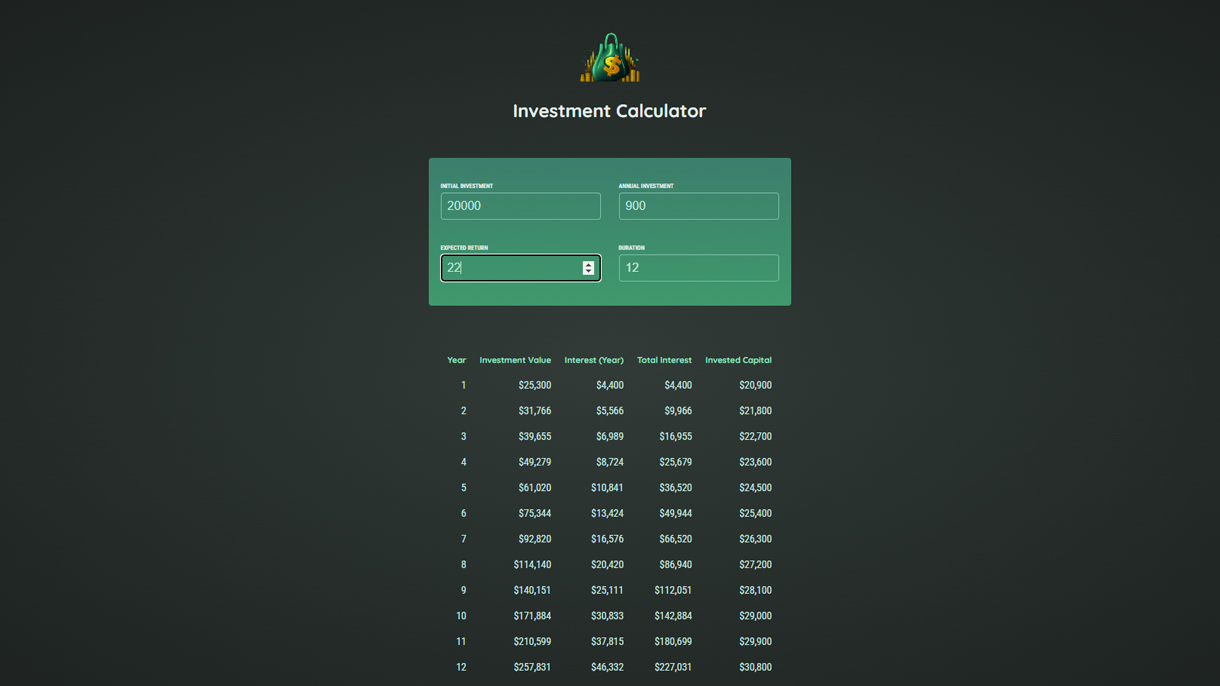 $
Investment Calculator
INITIAL INVESTMENT ANNUAL INVESTMENT
20000 900
EXPECTED RETURN DURATION
22 12
Year Investment Value Interest (Year) Total Interest Invested Capital
1 $25,300 $4,400 $4,400 $20,900
2 $31,766 $5,566 $9,966 $21,800
3 $39,655 $6,989 $16,955 $22,700
4 $49,279 $8,724 $25,679 $23,600
5 $61,020 $10,841 $36,520 $24,500
6 $75,344 $13,424 $49,944 $25,400
7 $92,820 $16,576 $66,520 $26,300
8 $114,140 $20,420 $86,940 $27,200
9 $140,151 $25,111 $112,051 $28,100
10 $171,884 $30,833 $142,884 $29,000
11 $210,599 $37,815 $180,699 $29,900
12 $257,831 $46,332 $227,031 $30,800